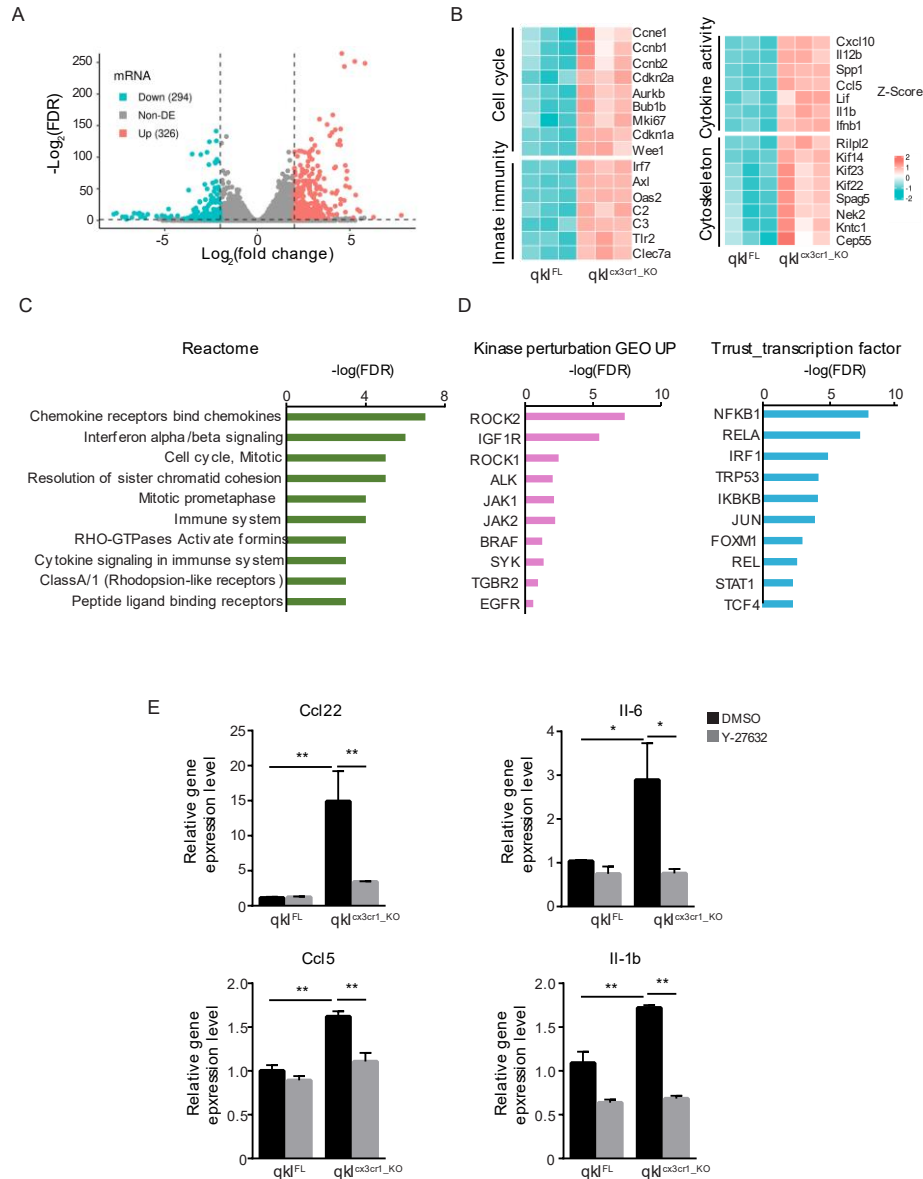 A
250
200
150
100
50
0
-Log2(FDR)
mRNA
Down (294)
Non-DE
Up (326)
-5
0
5
Log2(fold change)
B
Cell cycle
Ccne1
Ccnb1
Ccnb2
Cdkn2a
Aurkb
Bub1b
Mki67
Cdkn1a
Wee1
Innate immunity
Irf7
Axl
Oas2
C2
C3
Tlr2
Clec7a
qkIFL
qkIcx3cr1_KO
Cytokine activity
Cxcl10
Il12b
Spp1
Ccl5
Lif
Il1b
Ifnb1
Cytoskeleton
Rilpl2
Kif14
Kif23
Kif22
Spag5
Nek2
Kntc1
Cep55
qkIFL
qkIcx3cr1_KO
Z-Score
2
1
0
-1
-2
C
Reactome
-log(FDR)
0
4
8
Chemokine receptors bind chemokines
Interferon alpha/beta signaling
Cell cycle, Mitotic
Resolution of sister chromatid cohesion
Mitotic prometaphase
Immune system
RHO-GTPases Activate formins
Cytokine signaling in immunse system
ClassA/1 (Rhodopsion-like receptors)
Peptide ligand binding receptors
D
Kinase perturbation GEO UP
-log(FDR)
0
5
10
ROCK2
IGF1R
ROCK1
ALK
JAK1
JAK2
BRAF
SYK
TGBR2
EGFR
Trrust_transcription factor
-log(FDR)
0
5
10
NFKB1
RELA
IRF1
TRP53
IKBKB
JUN
FOXM1
REL
STAT1
TCF4
E
Ccl22
Relative gene
epxression level
25
20
15
10
5
0
**
**
qkIFL
qkIcx3cr1_KO
Il-6
Relative gene
epxression level
4
3
2
1
0
*
*
qkIFL
qkIcx3cr1_KO
DMSO
Y-27632
Ccl5
Relative gene
epxression level
2.0
1.5
1.0
0.5
0
**
**
qkIFL
qkIcx3cr1_KO
Il-1b
Relative gene
epxression level
2.0
1.5
1.0
0.5
0
**
**
qkIFL
qkIcx3cr1_KO